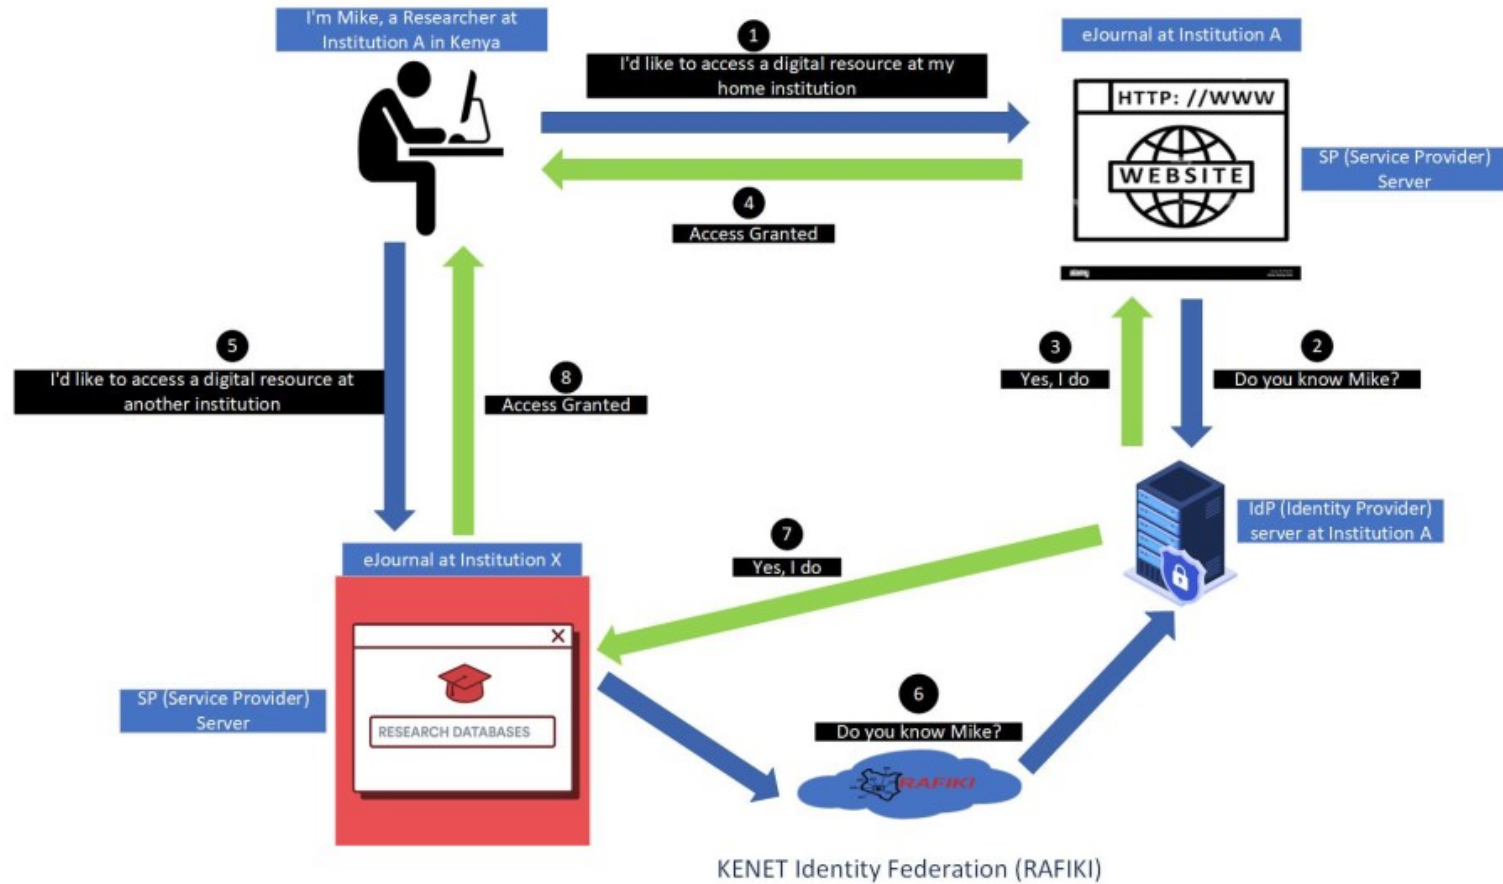 I'm Mike, a Researcher at
Institution A in Kenya
1
I'd like to access a digital resource at my
home institution
eJournal at Institution A
HTTP: //WWW
WEBSITE
SP (Service Provider)
Server
4
Access Granted
alamy
5
I'd like to access a digital resource at
another institution
8
Access Granted
3
Yes, I do
2
Do you know Mike?
IdP (Identity Provider)
server at Institution A
7
Yes, I do
eJournal at Institution X
X
RESEARCH DATABASES
SP (Service Provider)
Server
6
Do you know Mike?
RAFIKI
KENET Identity Federation (RAFIKI)